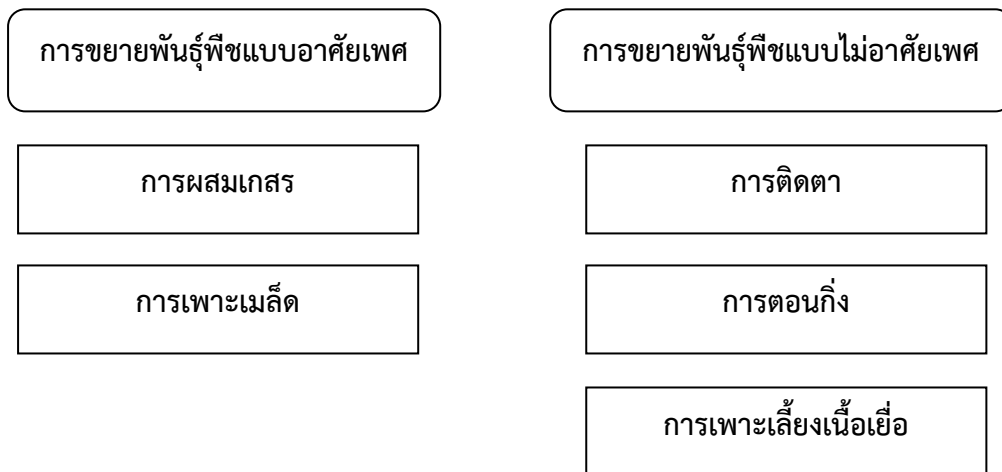 การขยายพันธุ์พืชแบบอาศัยเพศ
การผสมเกสร
การเพาะเมล็ด
การขยายพันธุ์พืชแบบไม่อาศัยเพศ
การติดตา
การตอนกิ่ง
การเพาะเลี้ยงเนื้อเยื่อ